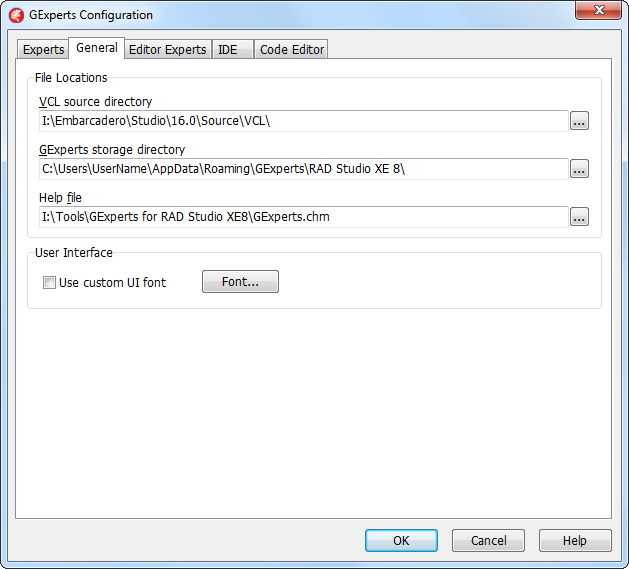 GExperts Configuration
Experts General Editor Experts IDE Code Editor
File Locations
VCL source directory
I:\Embarcadero\Studio\16.0\Source\VCL\
...
GExperts storage directory
C:\Users\UserName\AppData\Roaming\GExperts\RAD Studio XE 8\
...
Help file
I:\Tools\GExperts for RAD Studio XE8\GExperts.chm
...
User Interface
Use custom UI font Font...
OK Cancel Help